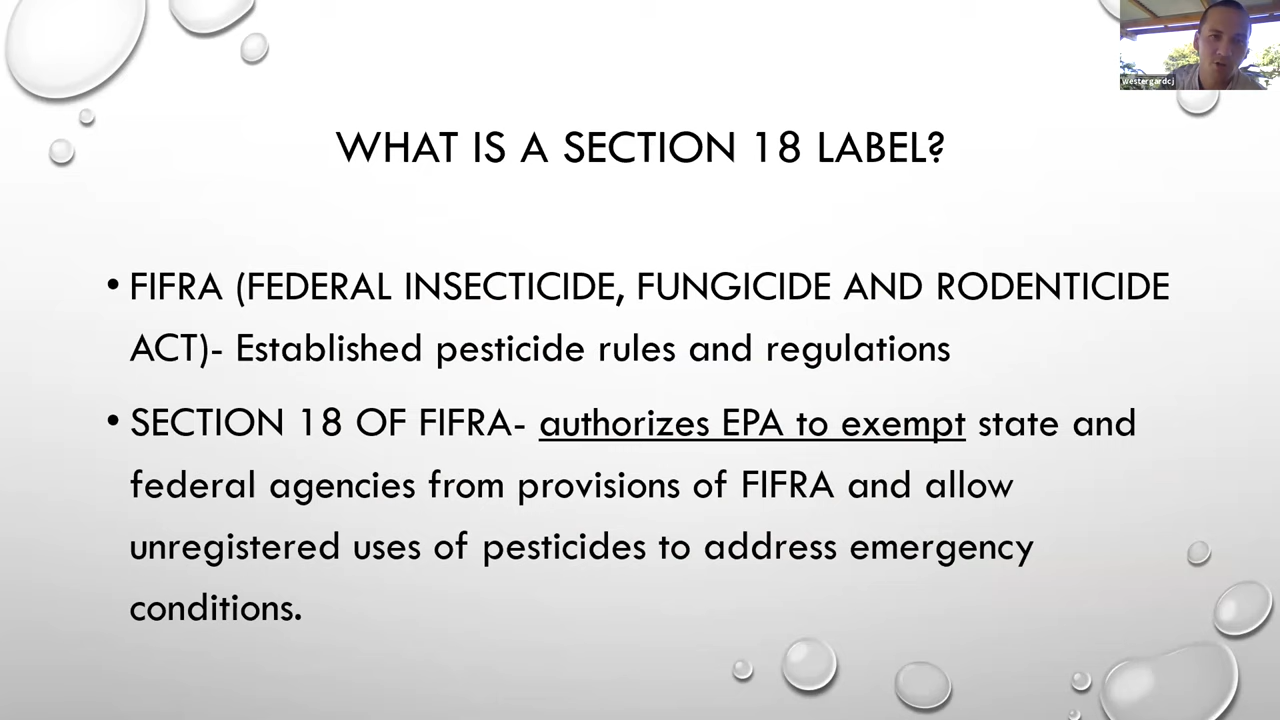 westergardcj
WHAT IS A SECTION 18 LABEL?
• FIFRA (FEDERAL INSECTICIDE, FUNGICIDE AND RODENTICIDE
ACT)- Established pesticide rules and regulations
• SECTION 18 OF FIFRA- authorizes EPA to exempt state and
federal agencies from provisions of FIFRA and allow
unregistered uses of pesticides to address emergency
conditions.